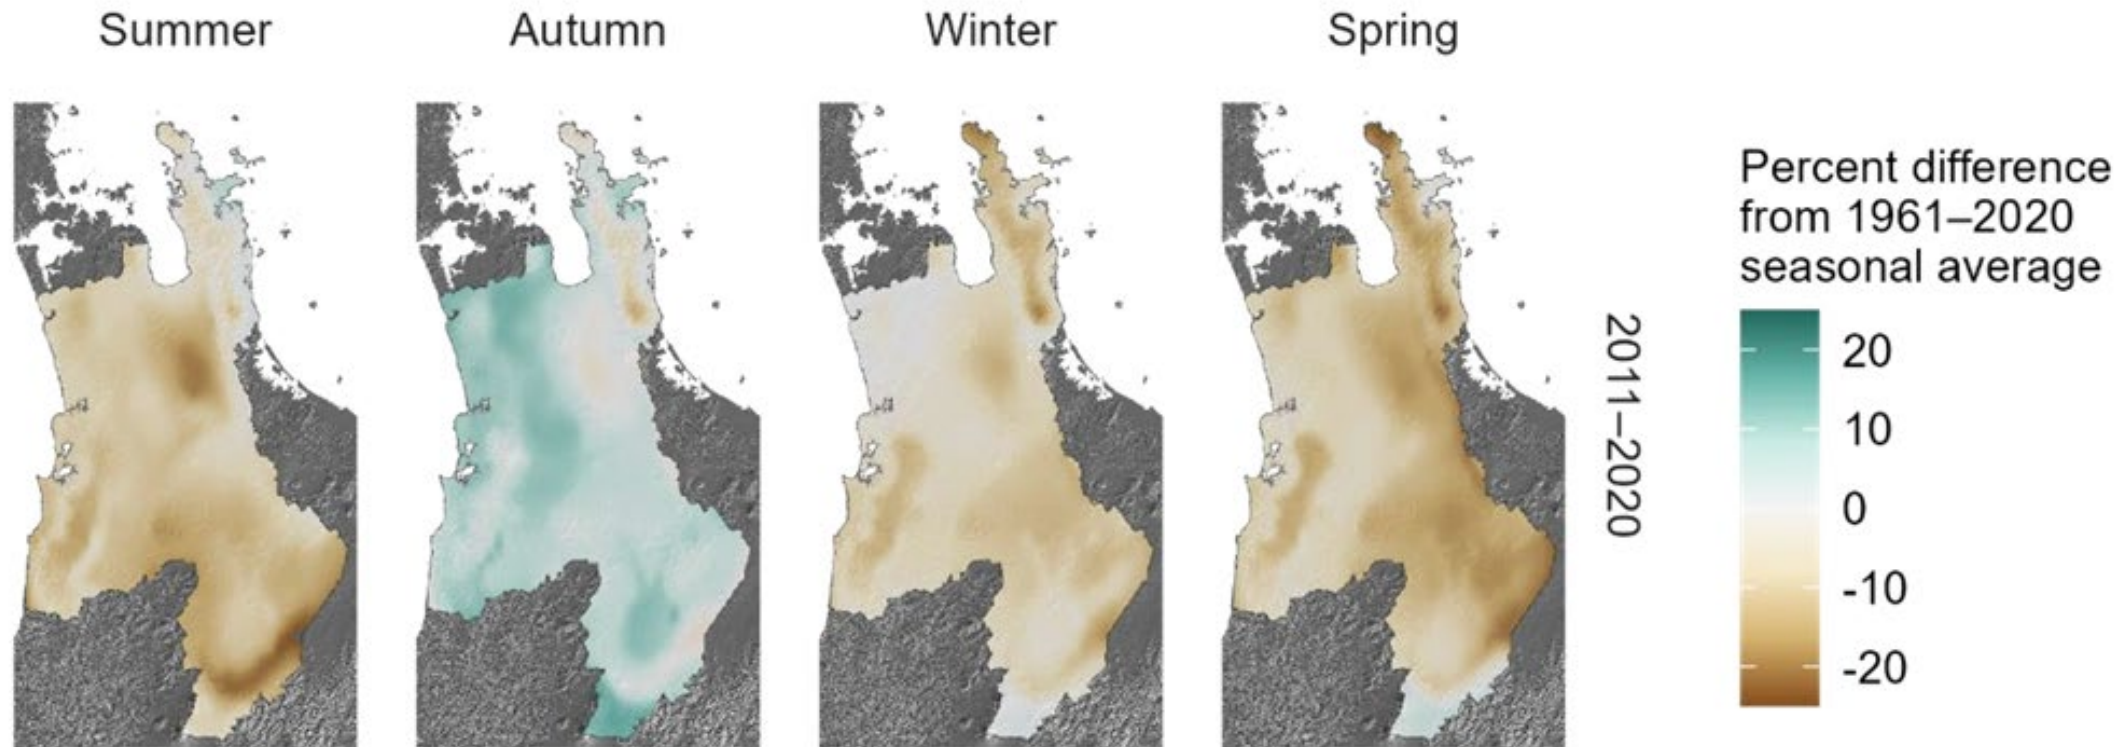 Summer
Autumn
Winter
Spring
2011–2020
Percent difference
from 1961–2020
seasonal average
20
10
0
-10
-20